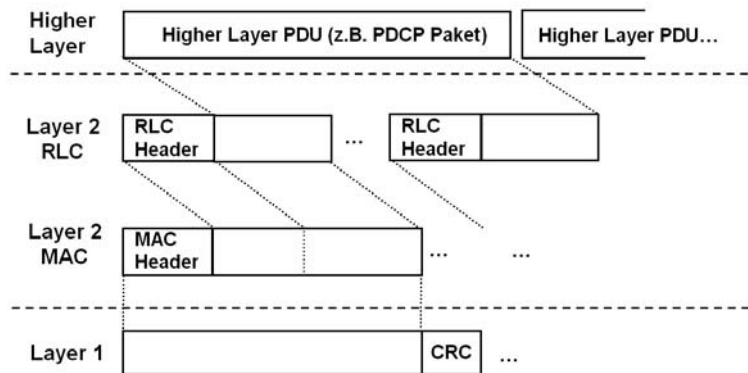 Higher
Layer
Higher Layer PDU (z.B. PDCP Paket)
Higher Layer PDU...
Layer 2
RLC
RLC
Header
...
RLC
Header
Layer 2
MAC
MAC
Header
...
...
Layer 1
CRC
...